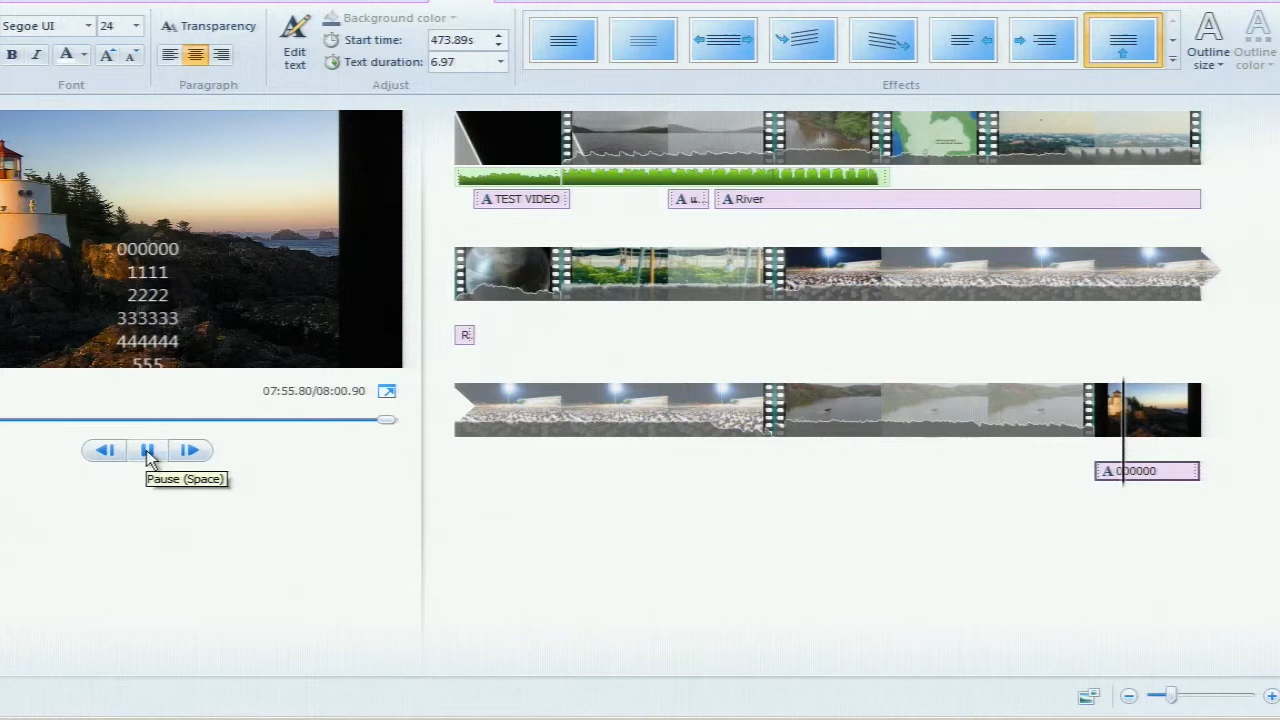 Segoe UI 24 Transparency
Edit text
Background color
Start time: 473.89s
Text duration: 6.97
B I A A A
Font
Paragraph
Adjust
Effects
Outline size
Outline color
000000
1111
2222
333333
444444
555
07:55.80/08:00.90
Pause (Space)
A TEST VIDEO
A u..
A River
R.
A 000000